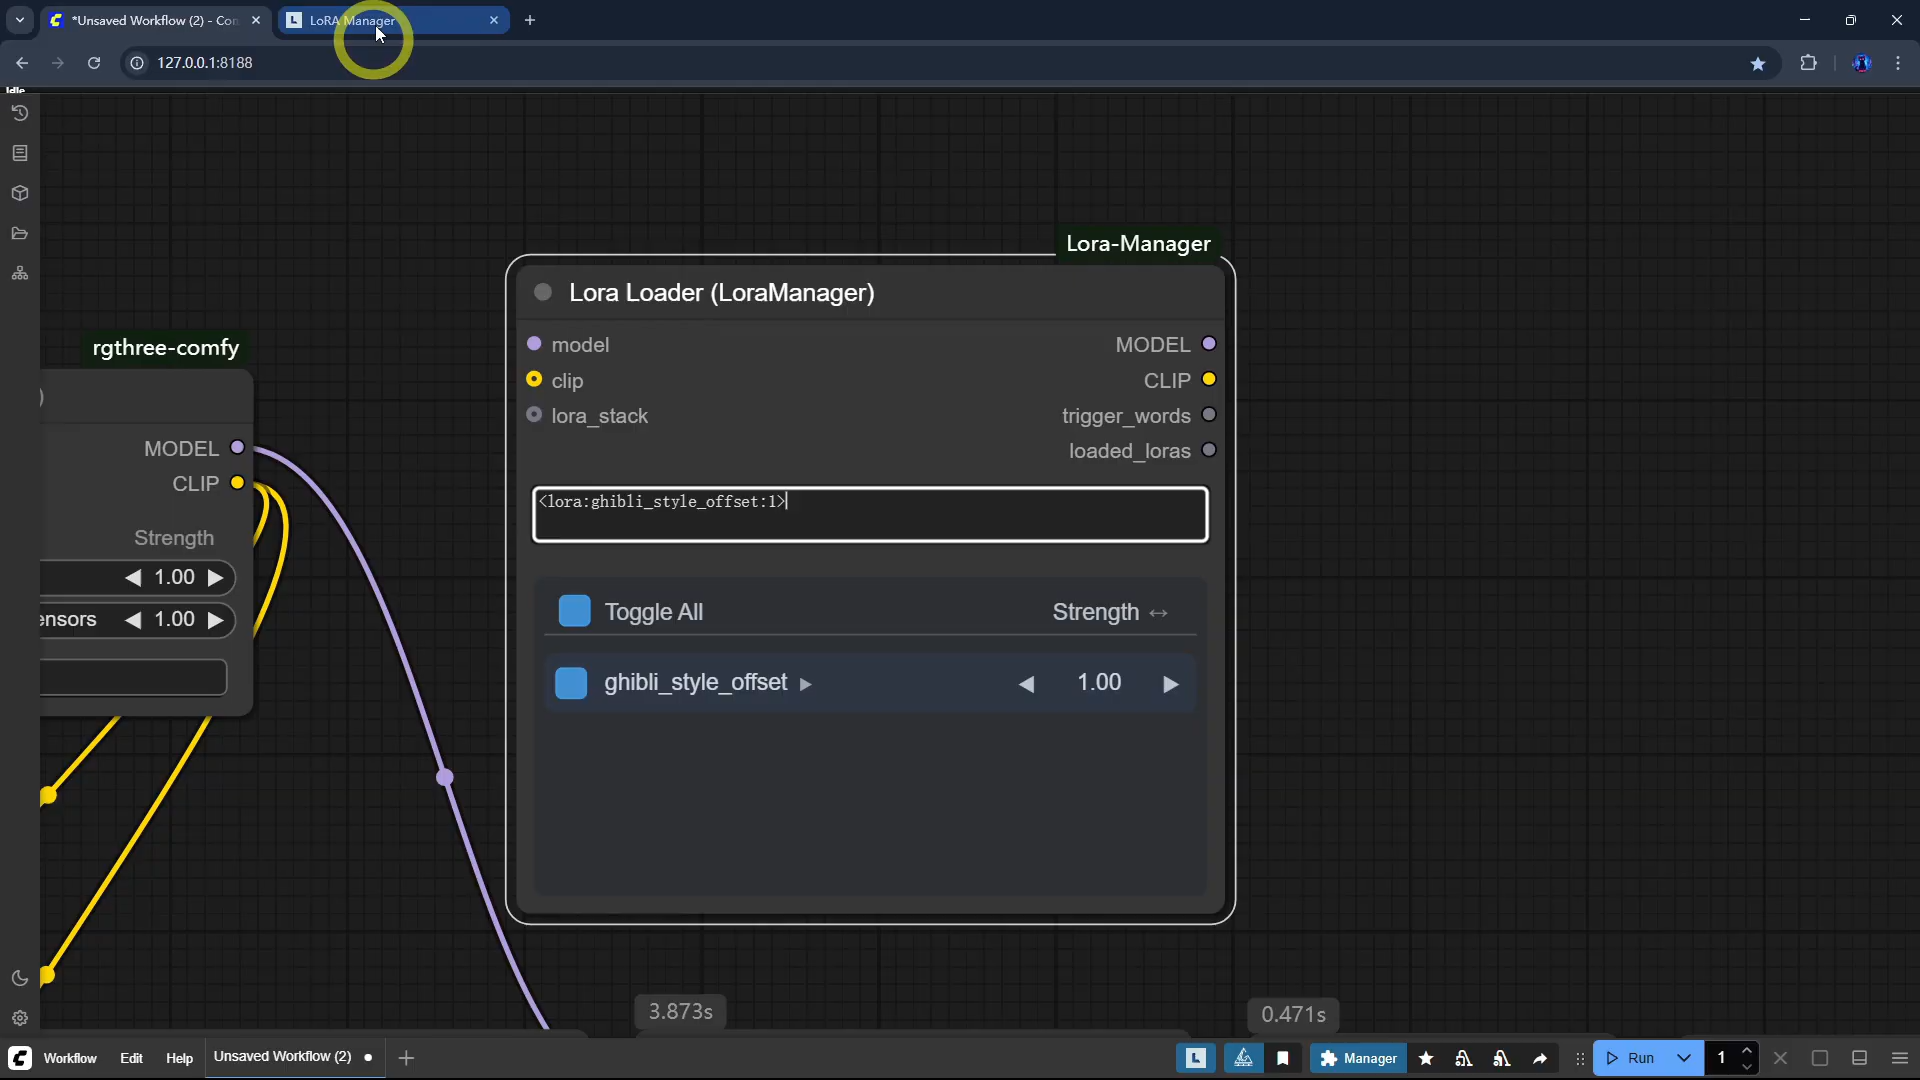 *Unsaved Workflow (2) - Con
LoRA Manager
127.0.0.1:8188
Idle
Lora-Manager
Lora Loader (LoraManager)
model
MODEL
clip
CLIP
lora_stack
trigger_words
loaded_loras
rgthree-comfy
)
MODEL
CLIP
Strength
1.00
ensors
1.00
<lora:ghibli_style_offset:1>
Toggle All
Strength ↔
ghibli_style_offset
1.00
3.873s
0.471s
Workflow
Edit
Help
Unsaved Workflow (2)
L
Manager
Run
1